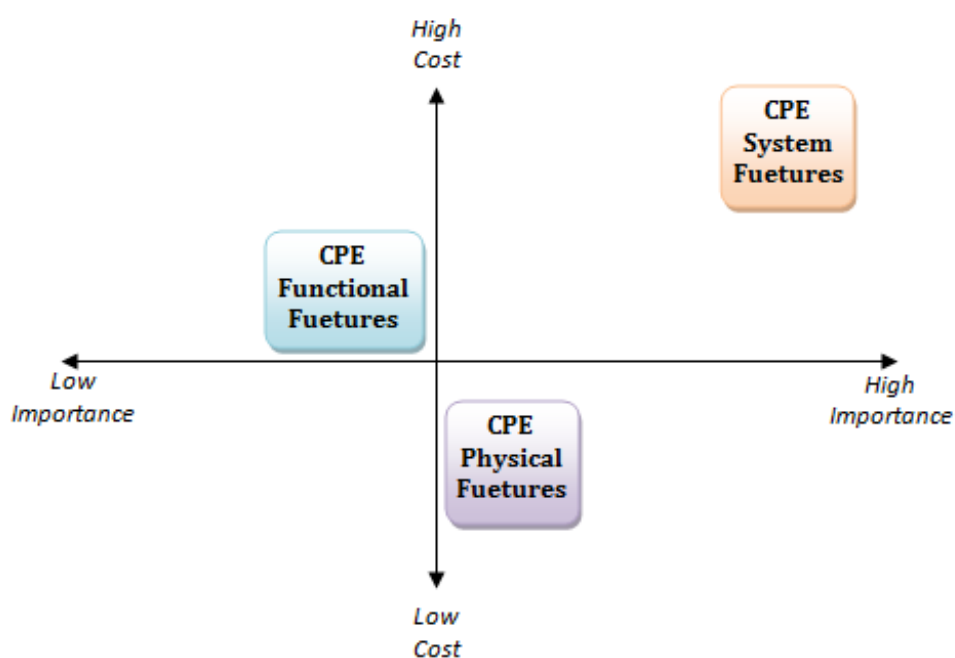 High
Cost
CPE
System
Fuetures
CPE
Functional
Fuetures
Low
Importance
High
Importance
CPE
Physical
Fuetures
Low
Cost